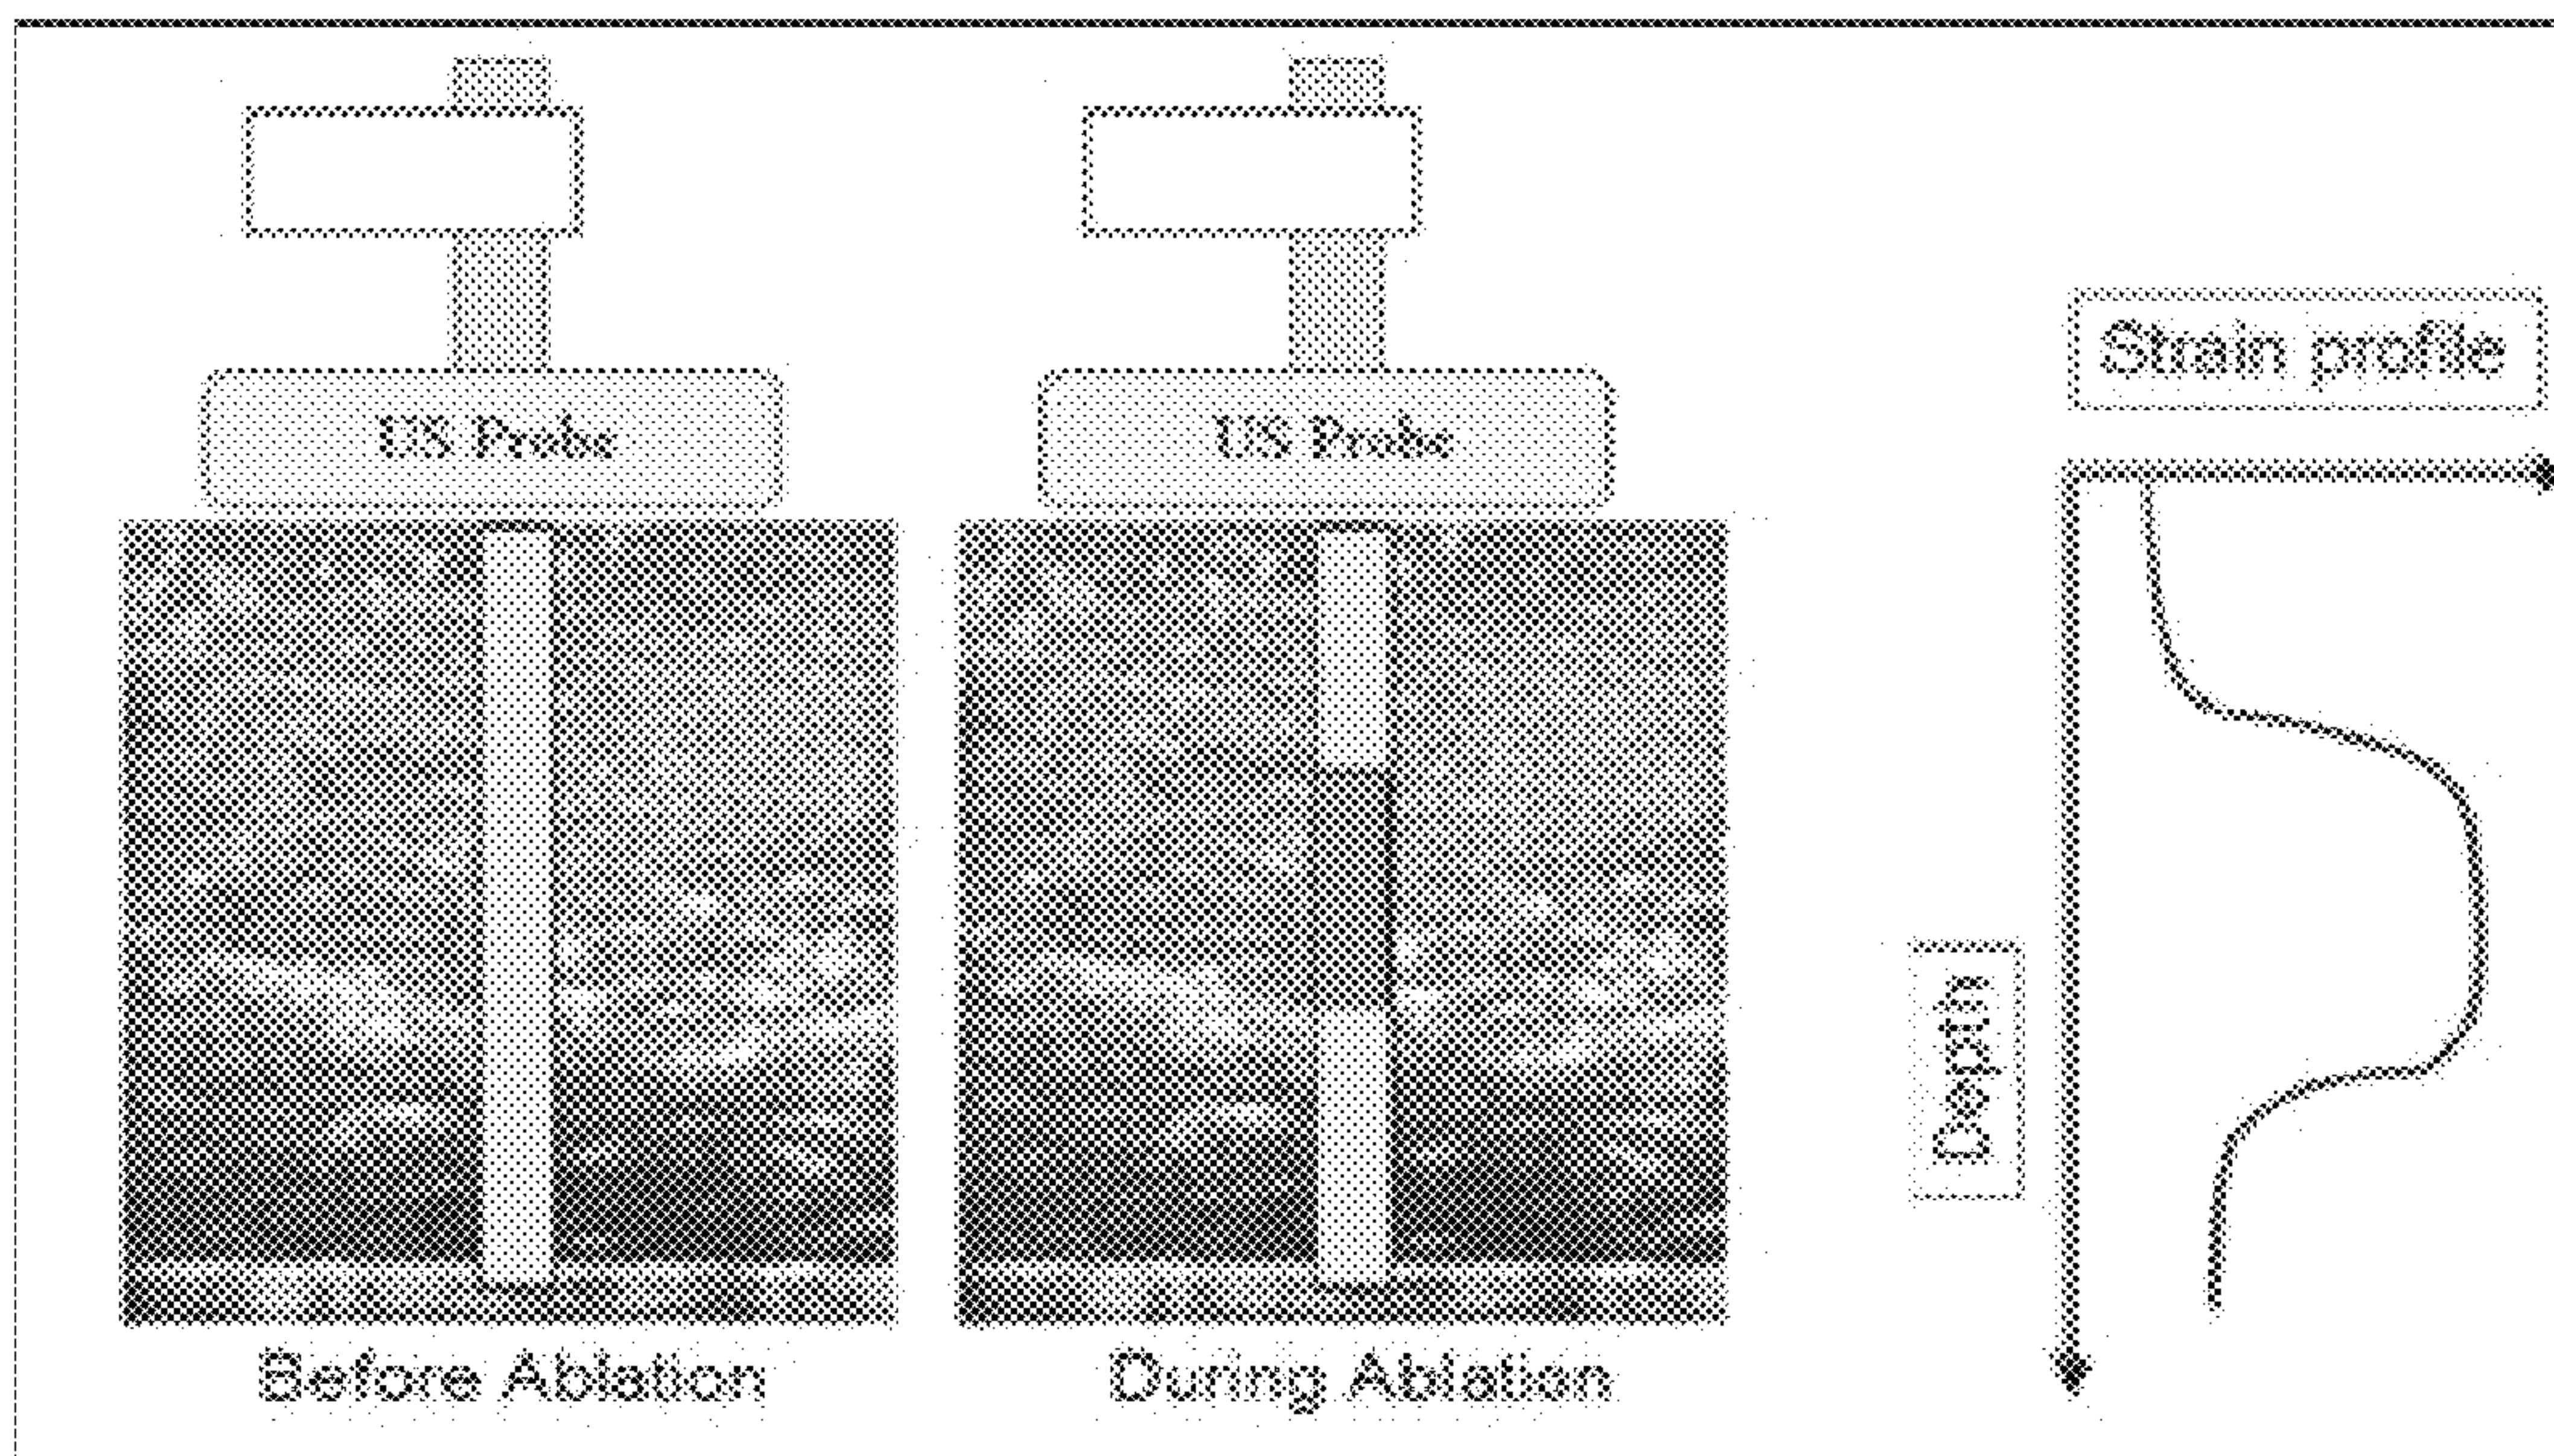 US Probe
US Probe
Strain profile
Depth
Before Ablation
During Ablation